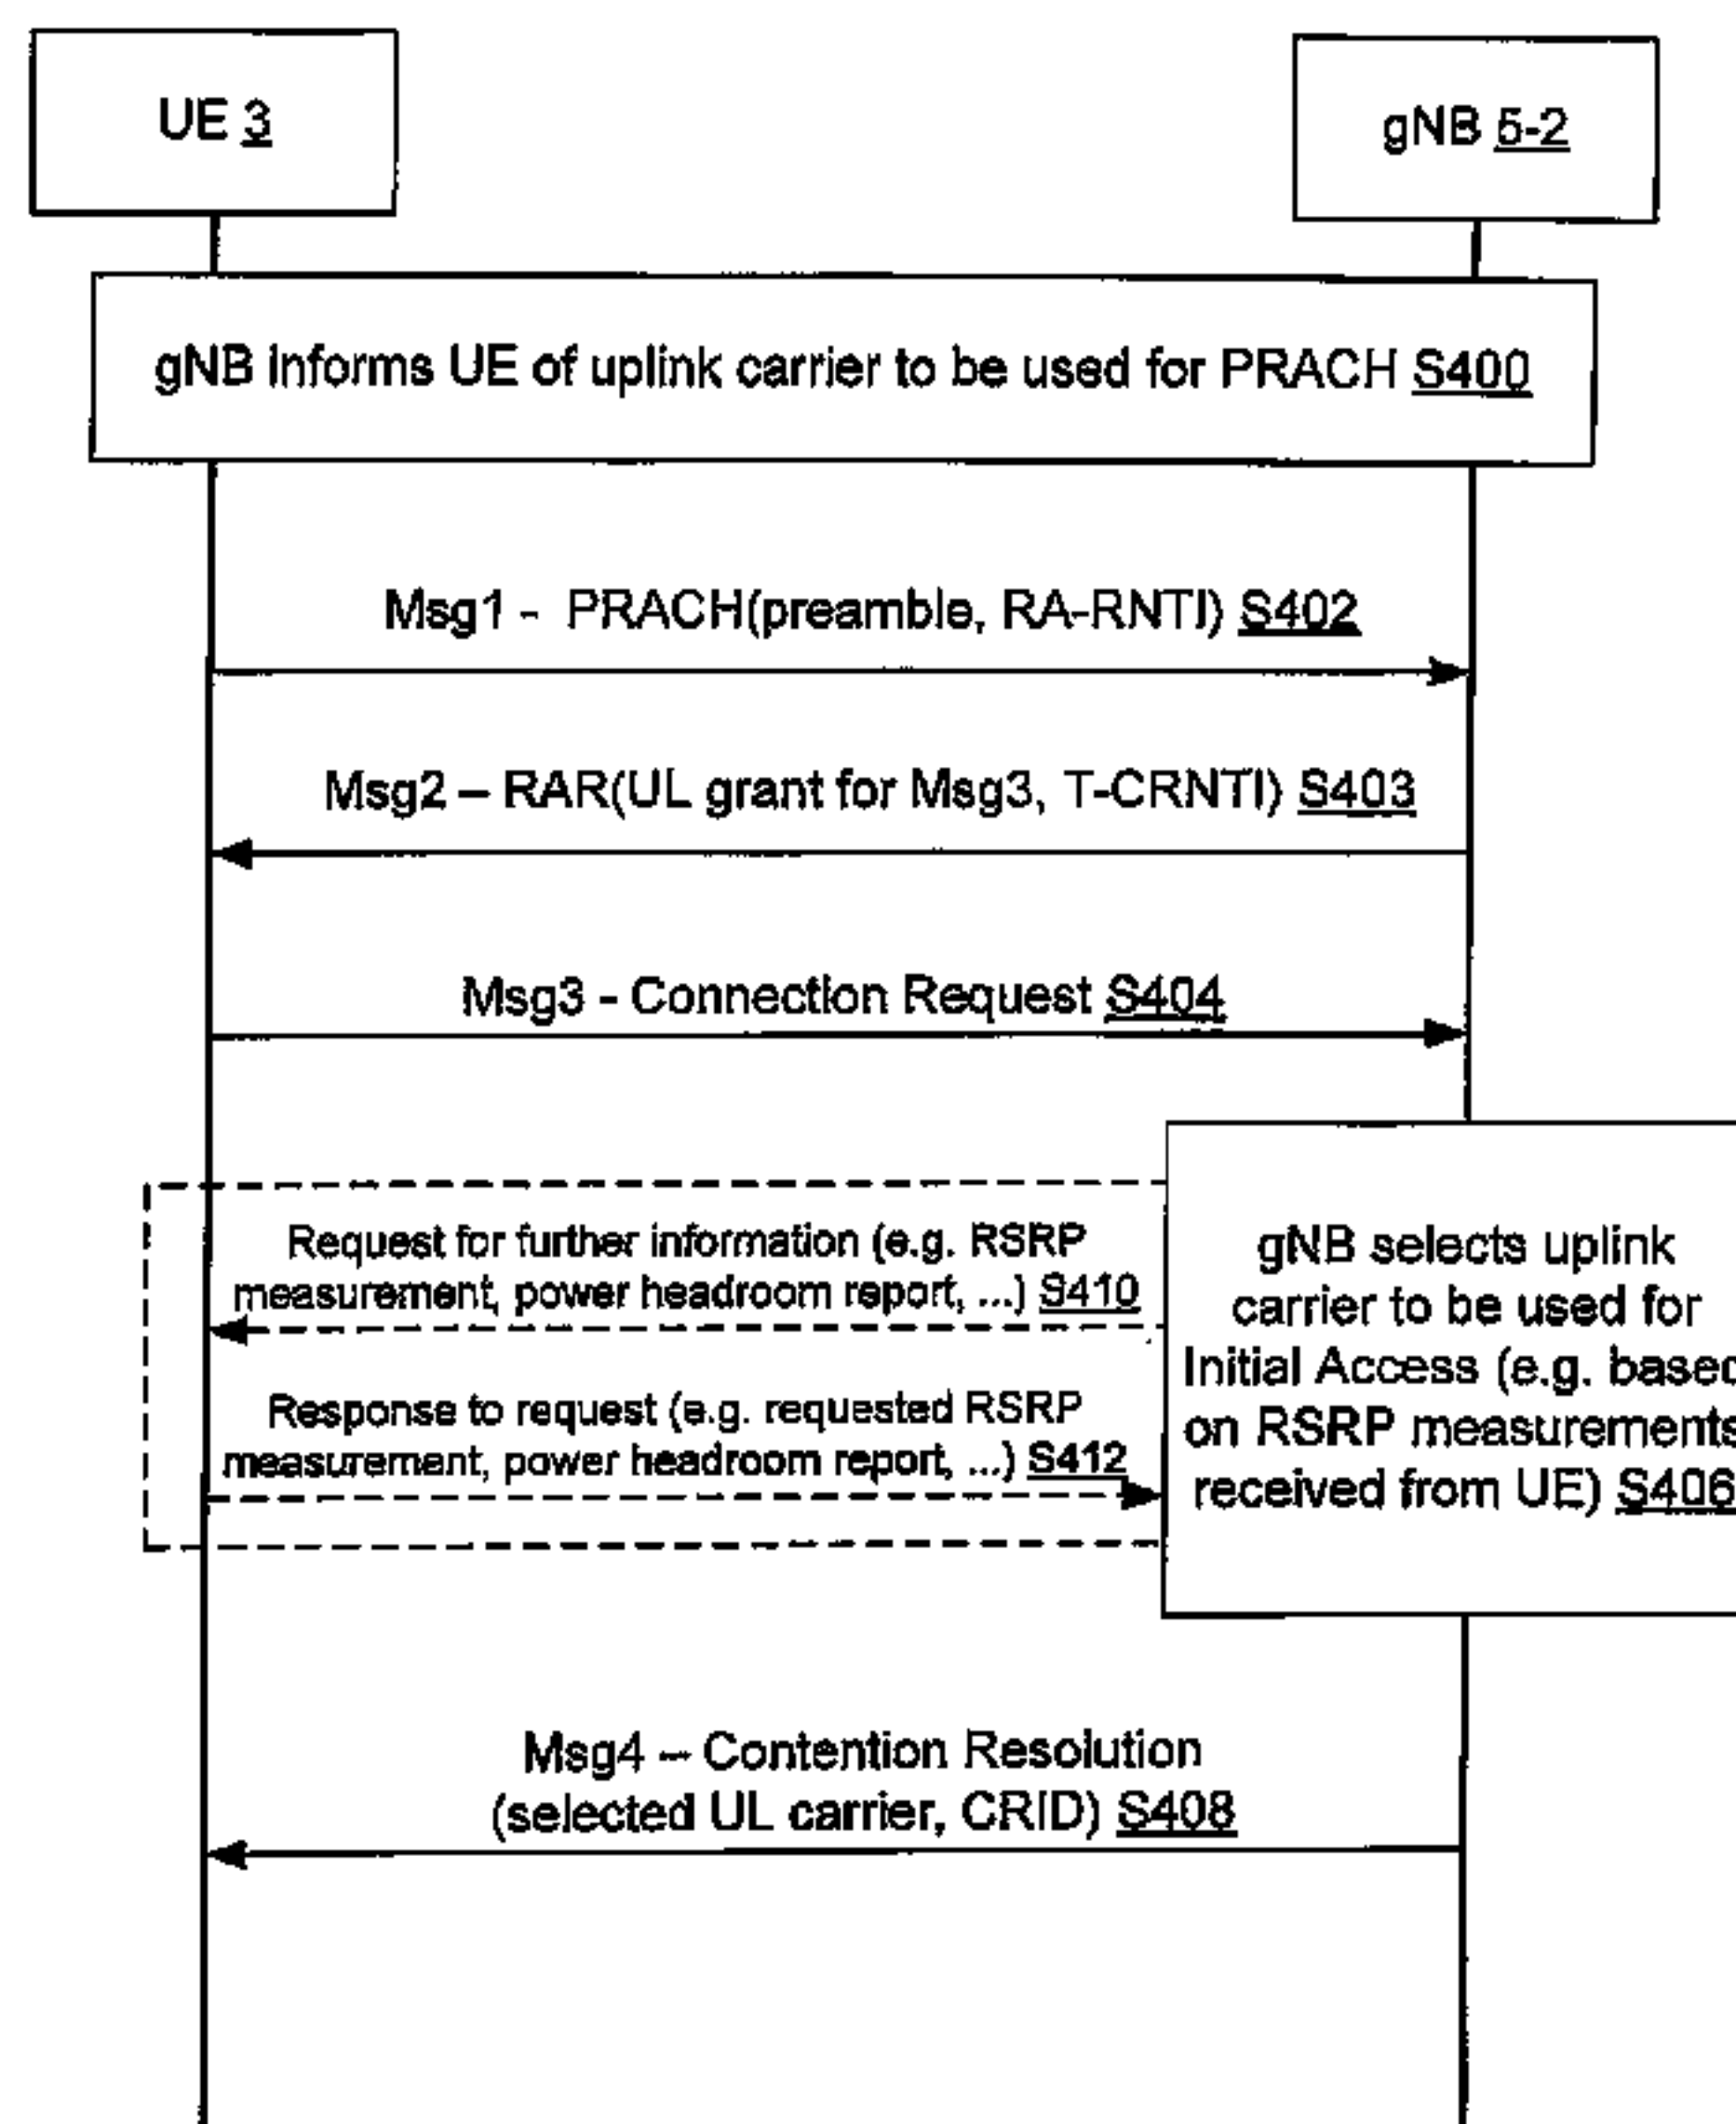 UE 3
gNB 5-2
gNB informs UE of uplink carrier to be used for PRACH S400
Msg1 - PRACH(preamble, RA-RNTI) S402
Msg2 – RAR(UL grant for Msg3, T-CRNTI) S403
Msg3 - Connection Request S404
Request for further information (e.g. RSRP
measurement, power headroom report, ...) S410
Response to request (e.g. requested RSRP
measurement, power headroom report, ...) S412
gNB selects uplink
carrier to be used for
Initial Access (e.g. based
on RSRP measurements
received from UE) S406
Msg4 – Contention Resolution
(selected UL carrier, CRID) S408